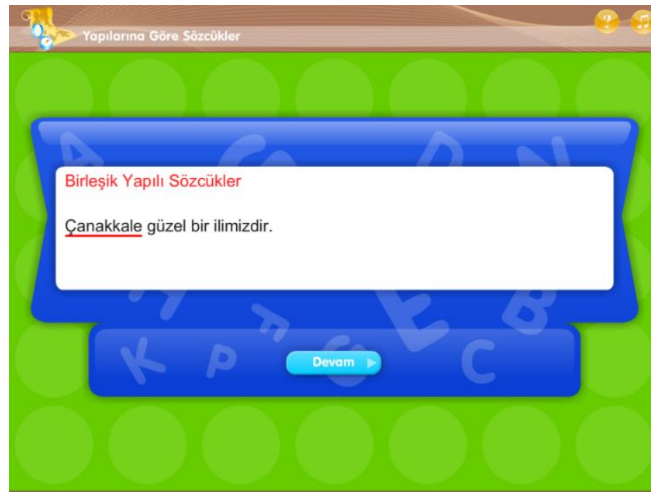 Yapılarına Göre Sözcükler
Birleşik Yapılı Sözcükler
Çanakkale güzel bir ilimizdir.
Devam